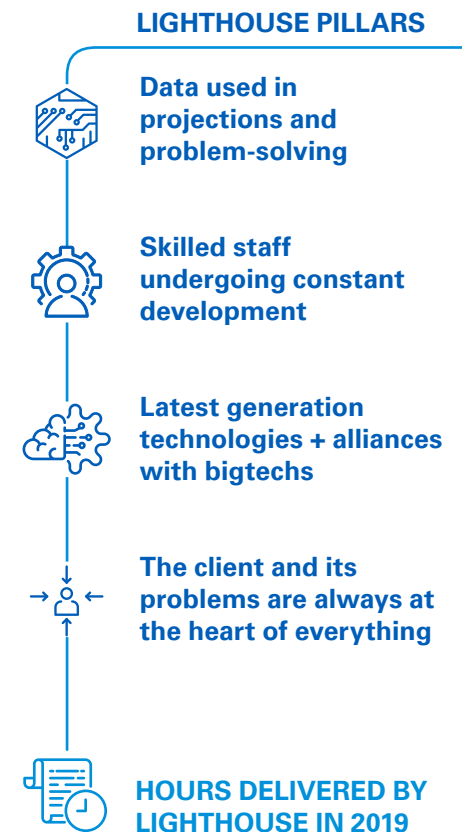 LIGHTHOUSE PILLARS
Data used in
projections and
problem-solving
Skilled staff
undergoing constant
development
Latest generation
technologies + alliances
with bigtechs
The client and its
problems are always at
the heart of everything
HOURS DELIVERED BY
LIGHTHOUSE IN 2019